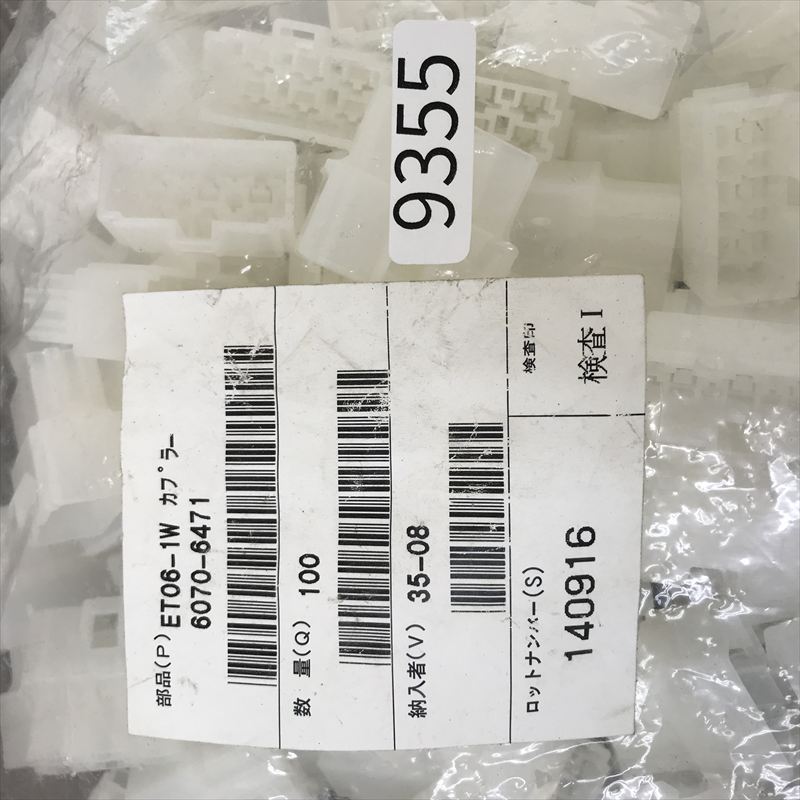 9355
部品(P) ET06-1W カプラー
6070-6471
数 量(Q) 100
納入者(V) 35-08
検査印
検査I
ロットナンバー(S)
140916